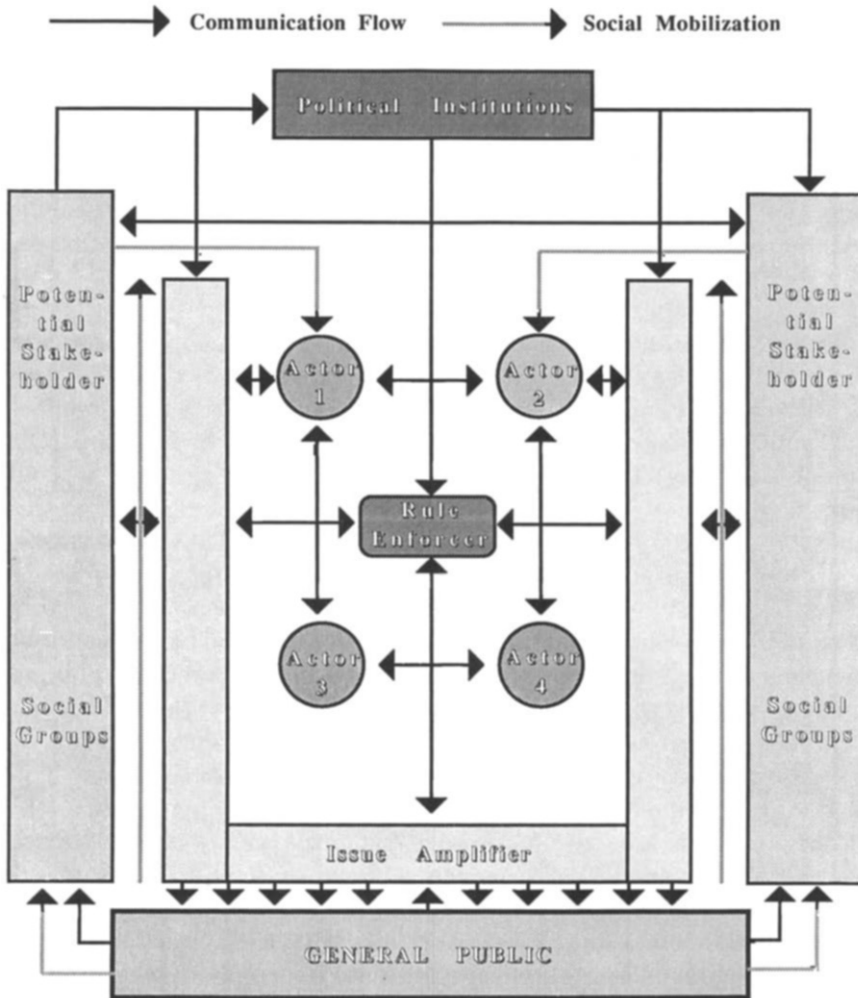 Communication Flow
Social Mobilization
Political Institutions
Poten-
tial
Stake-
holder
Poten-
tial
Stake-
holder
Actor
1
Actor
2
Rule
Enforcer
Actor
3
Actor
4
Social
Groups
Social
Groups
Issue Amplifier
GENERAL PUBLIC